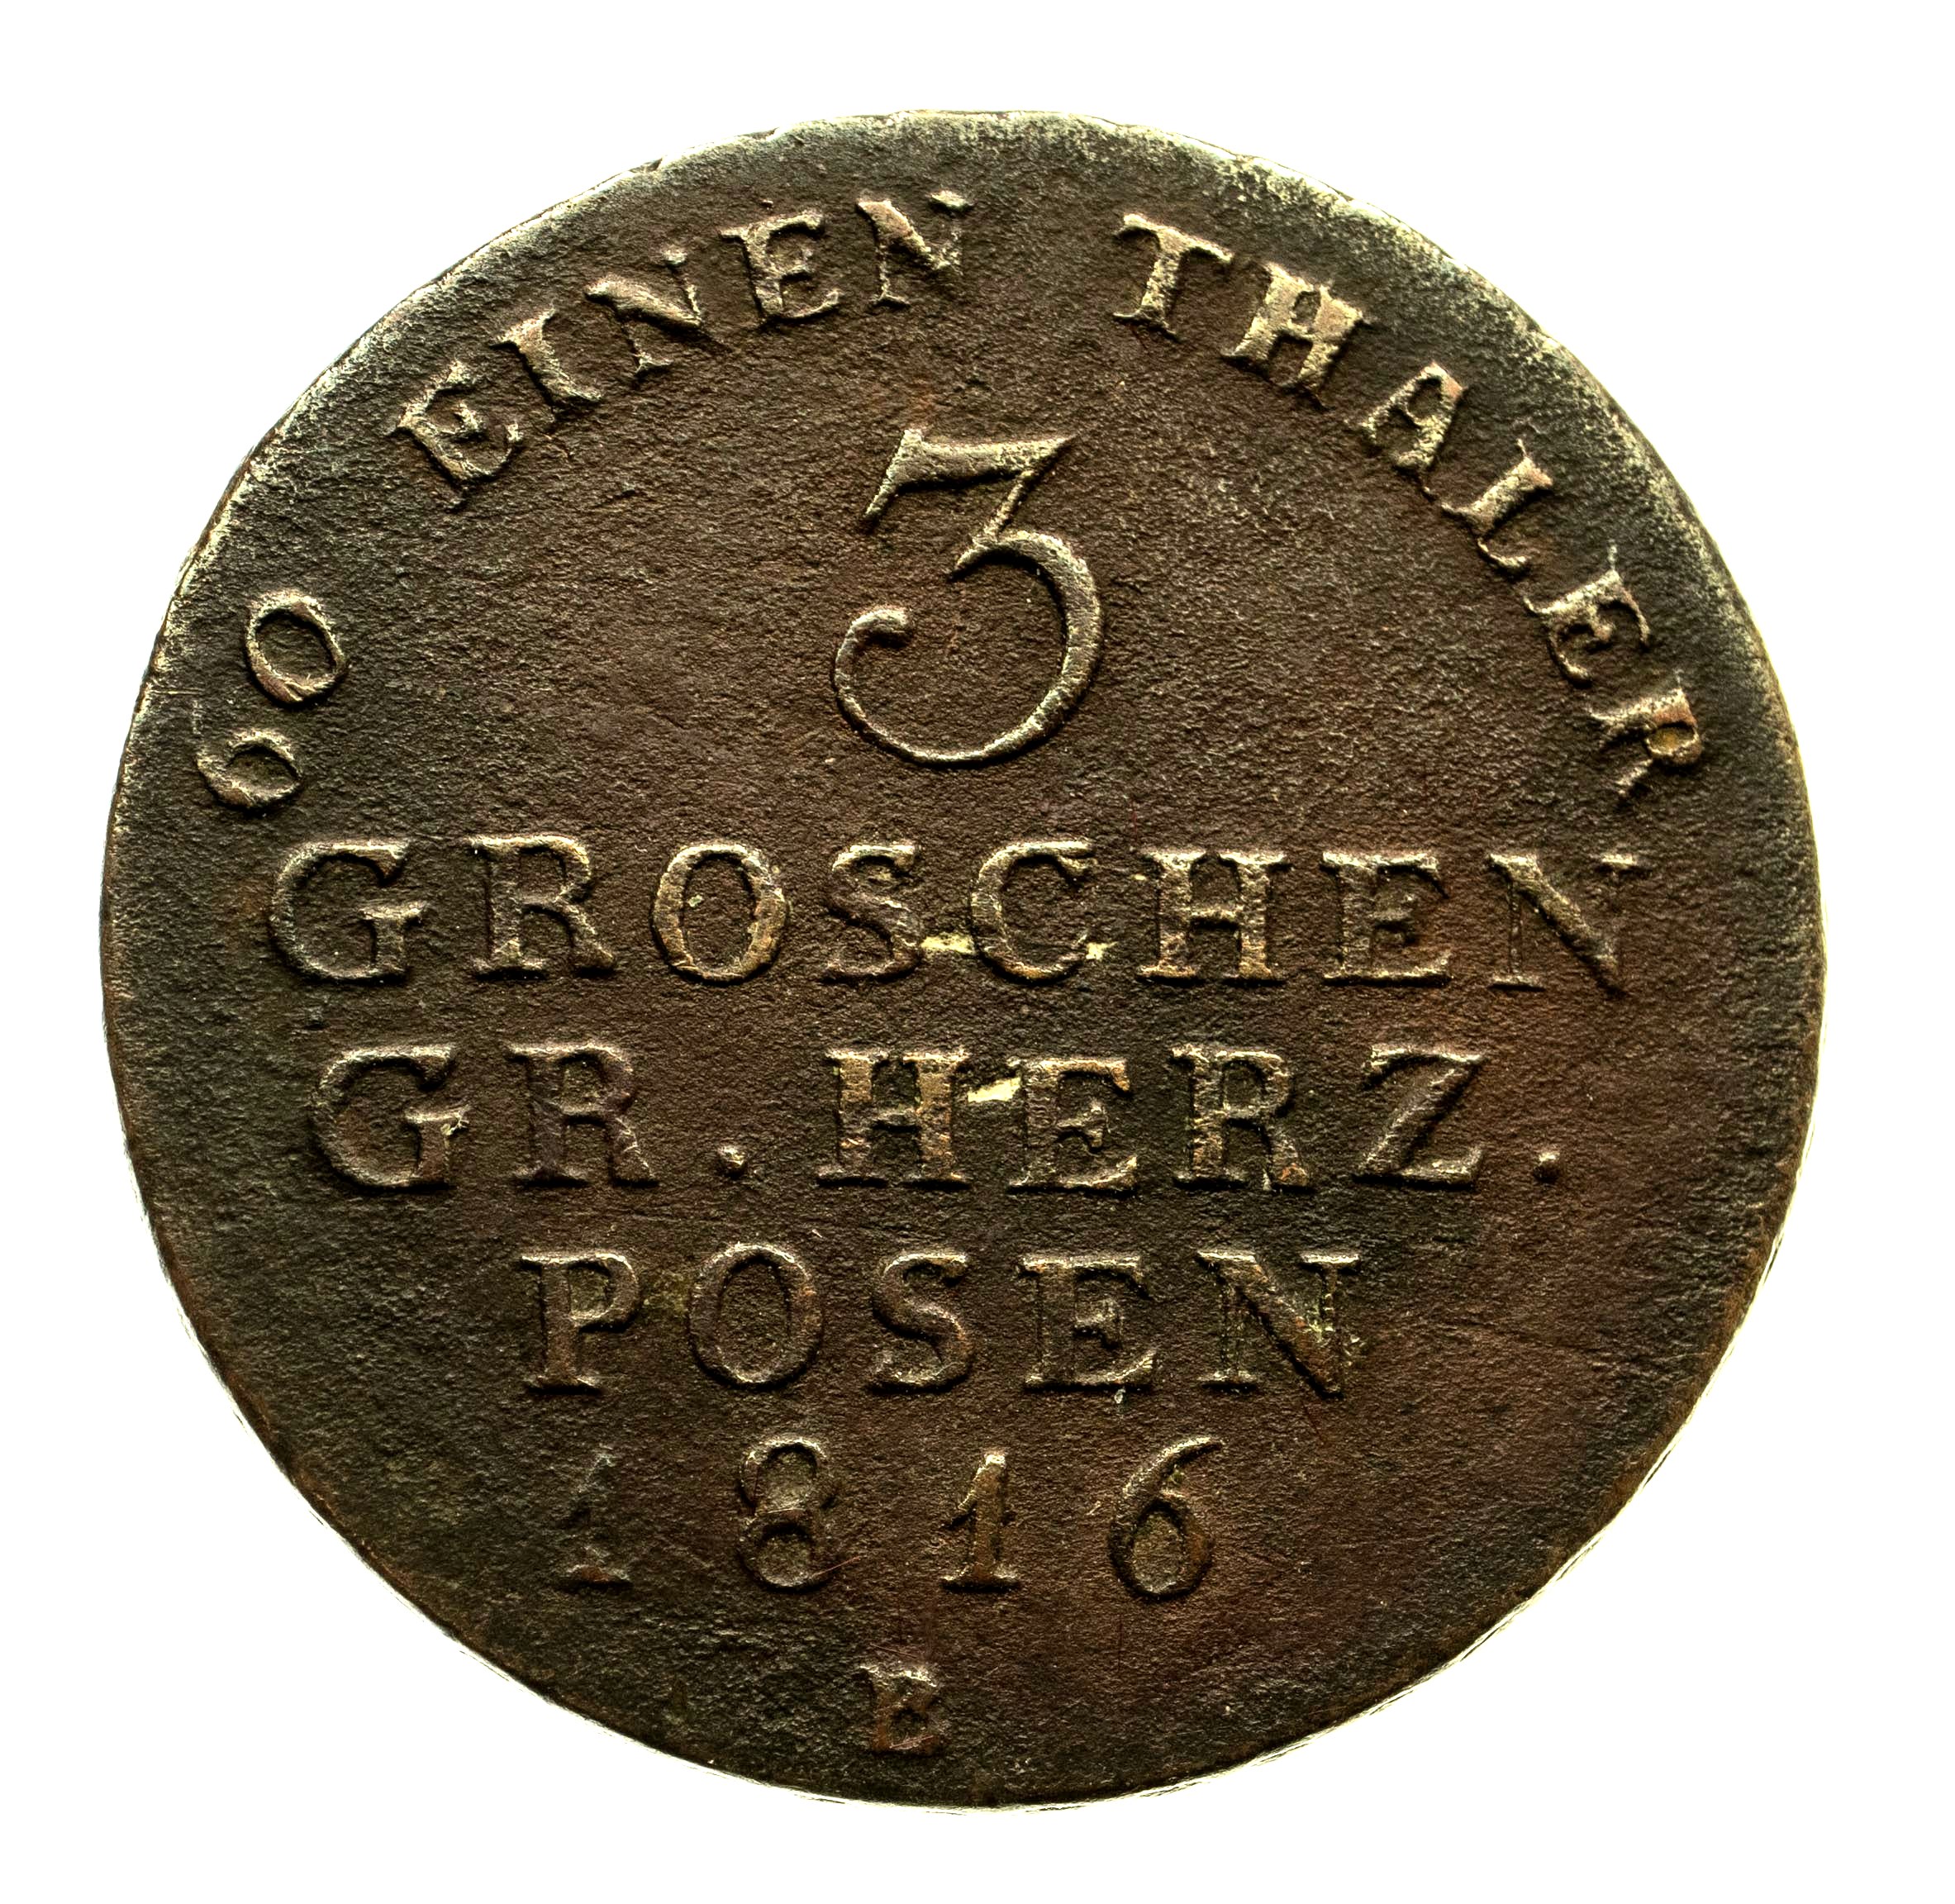 60 EINEN THALER
3
GROSCHEN
GR. HERZ.
POSEN
1816
B